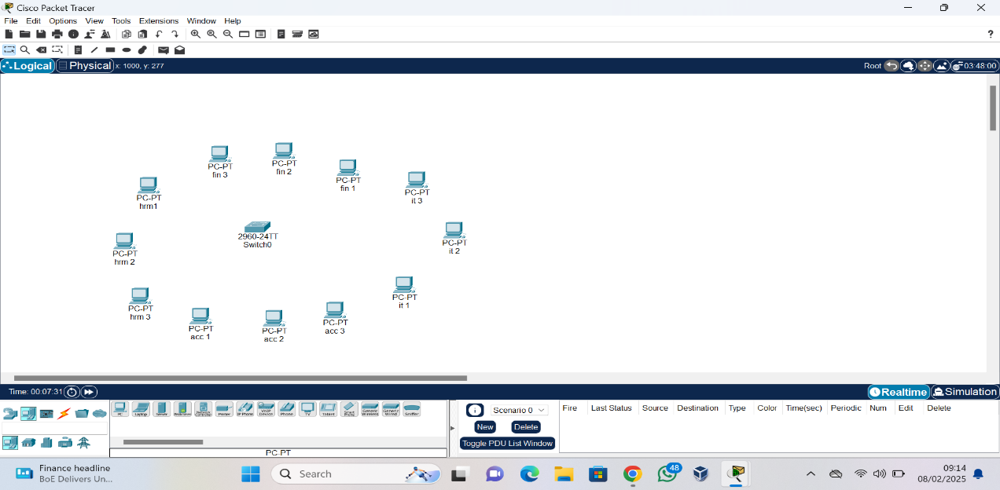 Cisco Packet Tracer
File Edit Options View Tools Extensions Window Help
?
Logical Physical x: 1000, y: 277 Root 03:48:00
PC-PT
fin 3
PC-PT
fin 2
PC-PT
fin 1
PC-PT
it 3
PC-PT
hrm1
2960-24TT
Switch0
PC-PT
it 2
PC-PT
hrm 2
PC-PT
it 1
PC-PT
hrm 3
PC-PT
acc 1
PC-PT
acc 2
PC-PT
acc 3
Time: 00:07:31 Realtime Simulation
PC Laptop Server Printer IP Phone VoIP Device Phone TV Tablet Generic Wireless Generic Wired Sniffer
PC-PT
Scenario 0
New Delete
Toggle PDU List Window
Fire Last Status Source Destination Type Color Time(sec) Periodic Num Edit Delete
Finance headline
BoE Delivers Un...
Search
48
09:14
08/02/2025